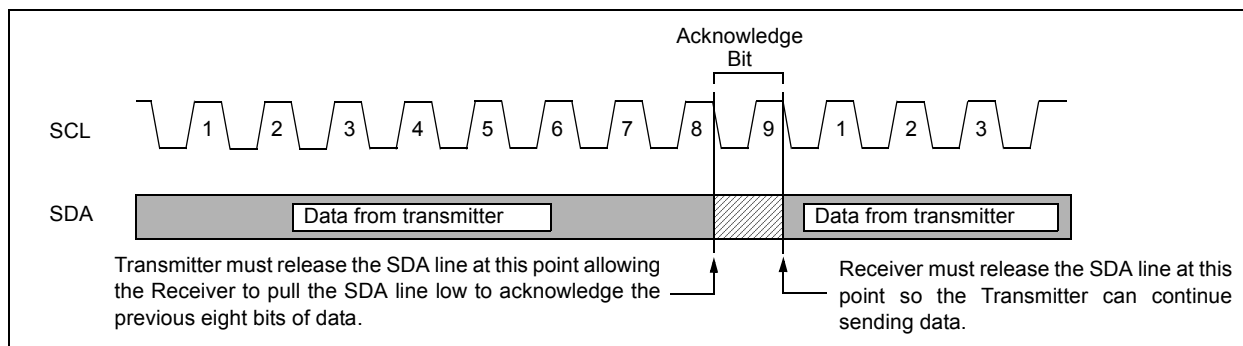 Acknowledge
Bit
SCL
1 2 3 4 5 6 7 8 9 1 2 3
SDA
Data from transmitter
Data from transmitter
Transmitter must release the SDA line at this point allowing
the Receiver to pull the SDA line low to acknowledge the
previous eight bits of data.
Receiver must release the SDA line at this
point so the Transmitter can continue
sending data.